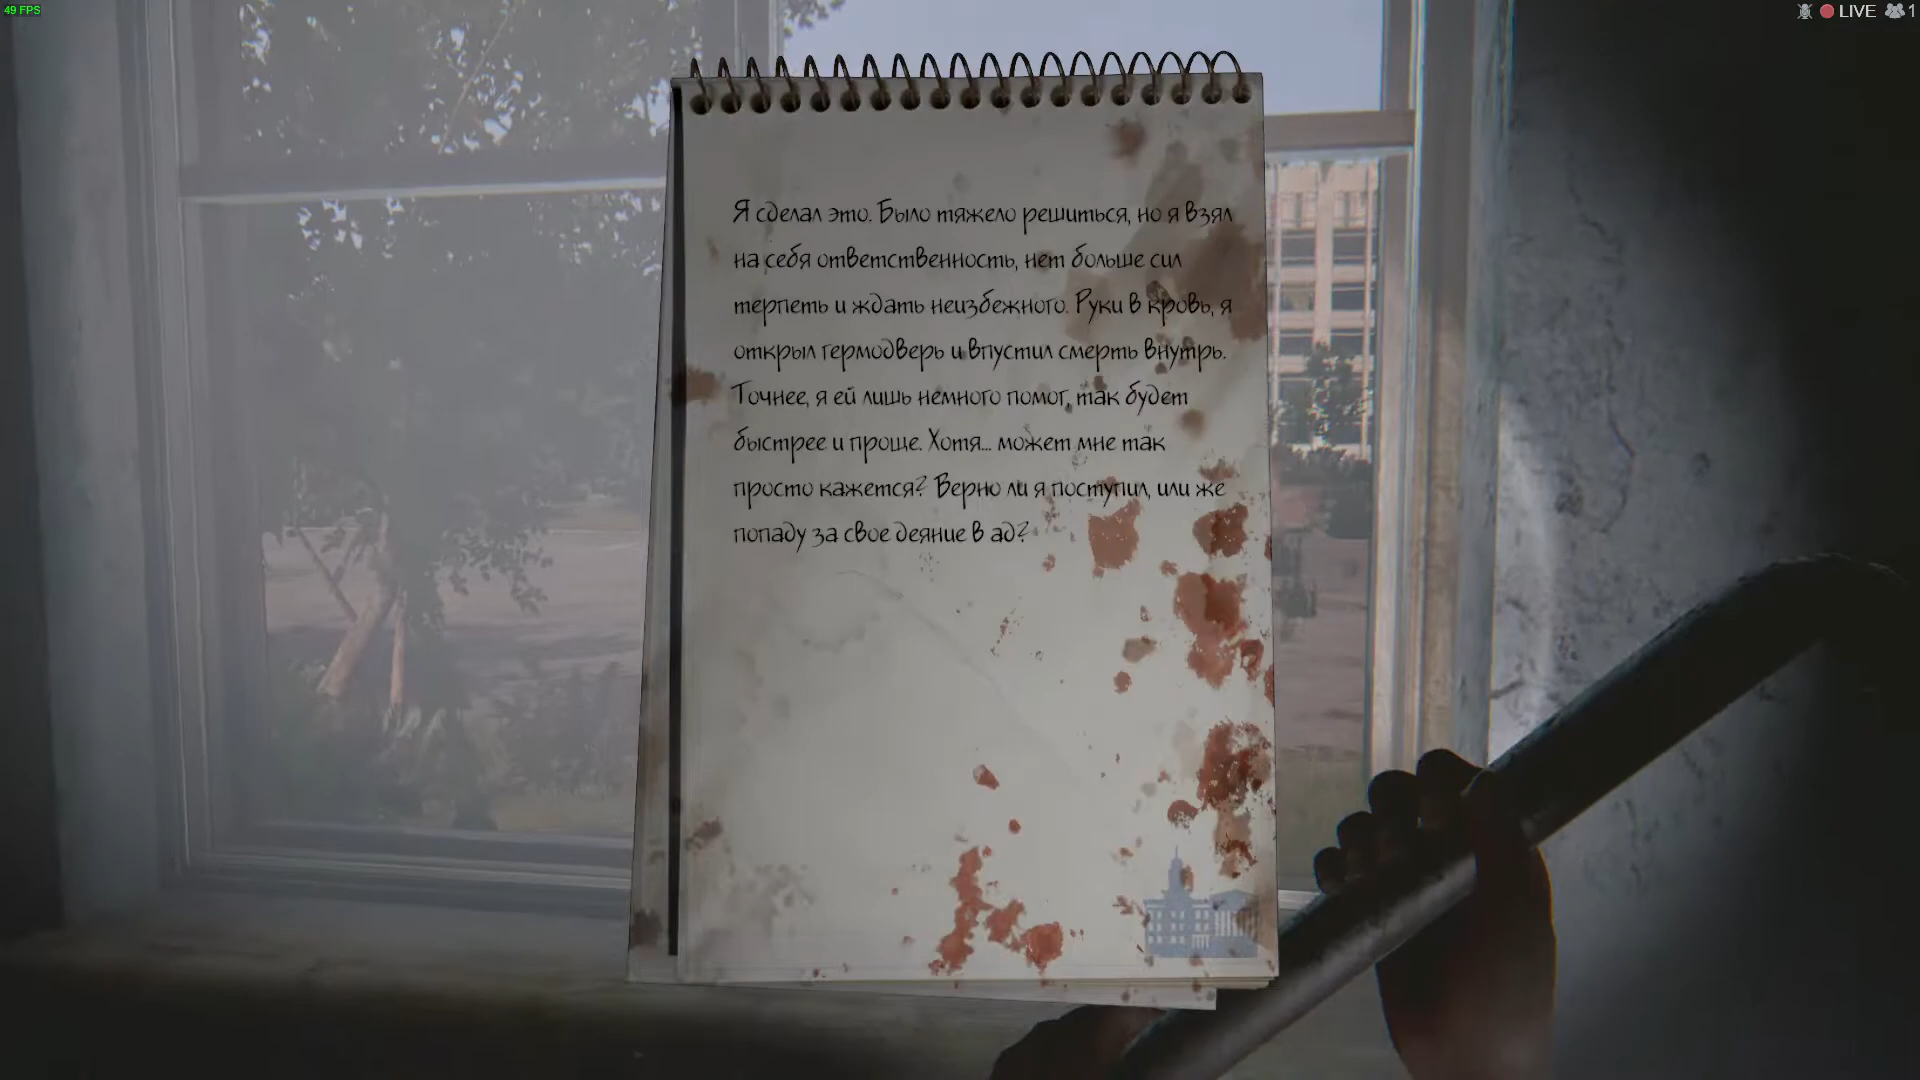 49 FPS
LIVE 1
Я сделал это. Было тяжело решиться, но я взял
на себя ответственность, нет больше сил
терпеть и ждать неизбежного. Руки в кровь, я
открыл гермодверь и впустил смерть внутрь.
Точнее, я ей лишь немного помог, так будет
быстрее и проще. Хотя... может мне так
просто кажется? Верно ли я поступил, или же
попаду за свое деяние в ад?